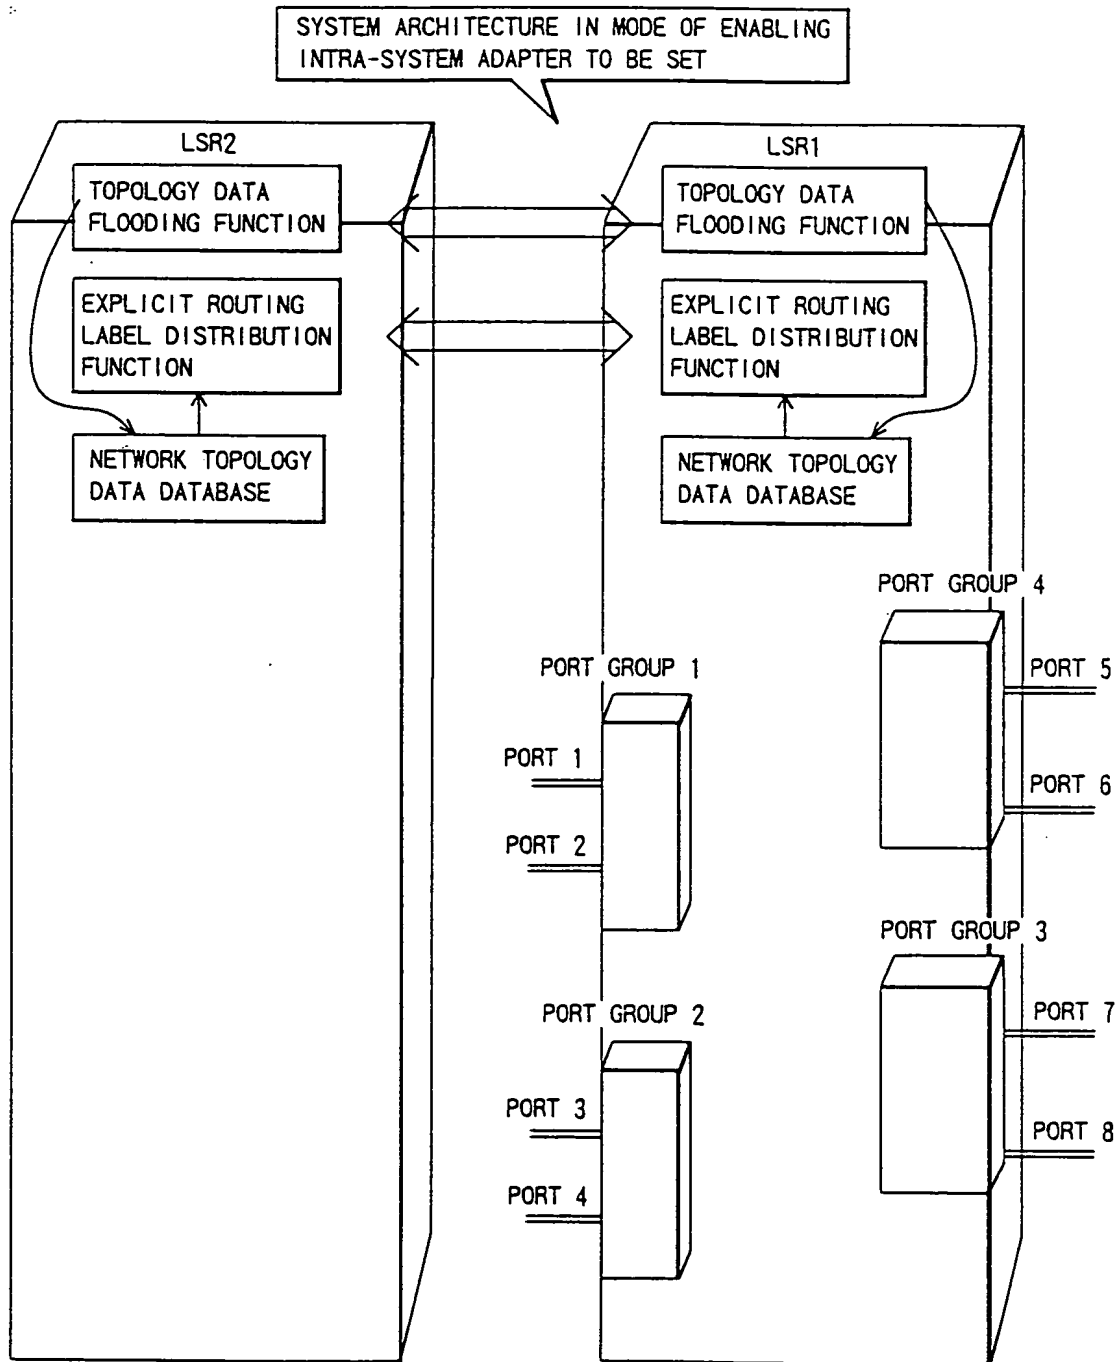 SYSTEM ARCHITECTURE IN MODE OF ENABLING
INTRA-SYSTEM ADAPTER TO BE SET
LSR2
TOPOLOGY DATA
FLOODING FUNCTION
EXPLICIT ROUTING
LABEL DISTRIBUTION
FUNCTION
NETWORK TOPOLOGY
DATA DATABASE
LSR1
TOPOLOGY DATA
FLOODING FUNCTION
EXPLICIT ROUTING
LABEL DISTRIBUTION
FUNCTION
NETWORK TOPOLOGY
DATA DATABASE
PORT GROUP 1
PORT 1
PORT 2
PORT GROUP 2
PORT 3
PORT 4
PORT GROUP 4
PORT 5
PORT 6
PORT GROUP 3
PORT 7
PORT 8